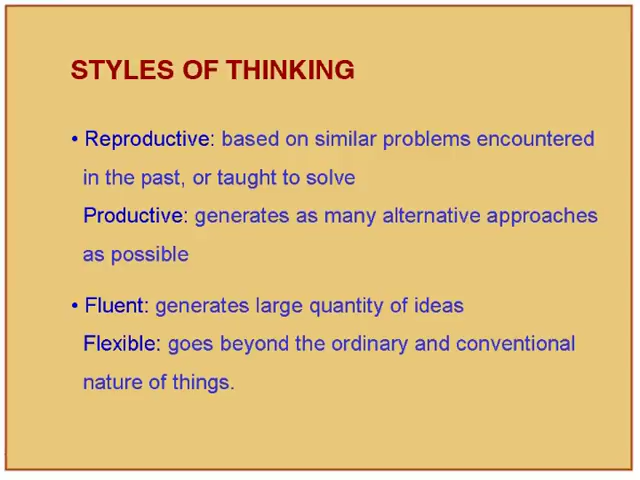 STYLES OF THINKING
• Reproductive: based on similar problems encountered
in the past, or taught to solve
Productive: generates as many alternative approaches
as possible
• Fluent: generates large quantity of ideas
Flexible: goes beyond the ordinary and conventional
nature of things.